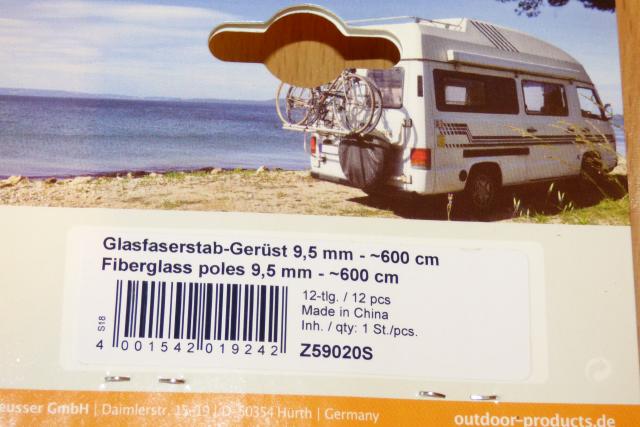 Glasfaserstab-Gerüst 9,5 mm - ~600 cm
Fiberglass poles 9,5 mm - ~600 cm
12-tlg. / 12 pcs
Made in China
Inh. / qty: 1 St./pcs.
Z59020S
S18
4 001542 019242
eusser GmbH | Daimlerstr. 15-19 | D-50354 Hürth | Germany
outdoor-products.de